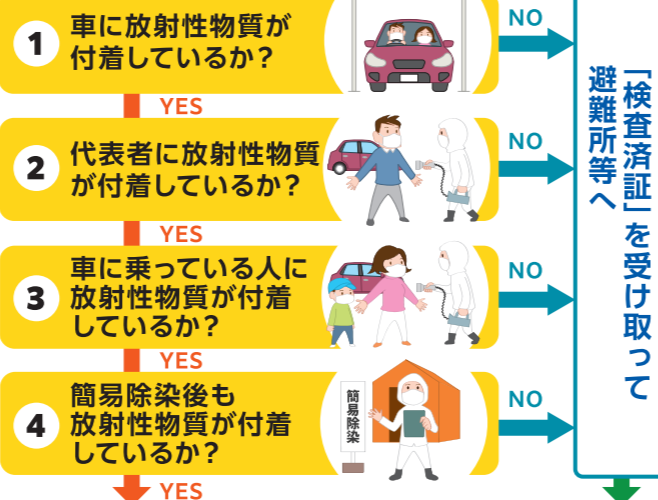 1
車に放射性物質が
付着しているか?
NO
YES
2
代表者に放射性物質
が付着しているか?
NO
YES
3
車に乗っている人に
放射性物質が付着
しているか?
NO
YES
4
簡易除染後も
放射性物質が付着
しているか?
簡易除染
NO
YES
「検査済証」を受け取って
避難所等へ